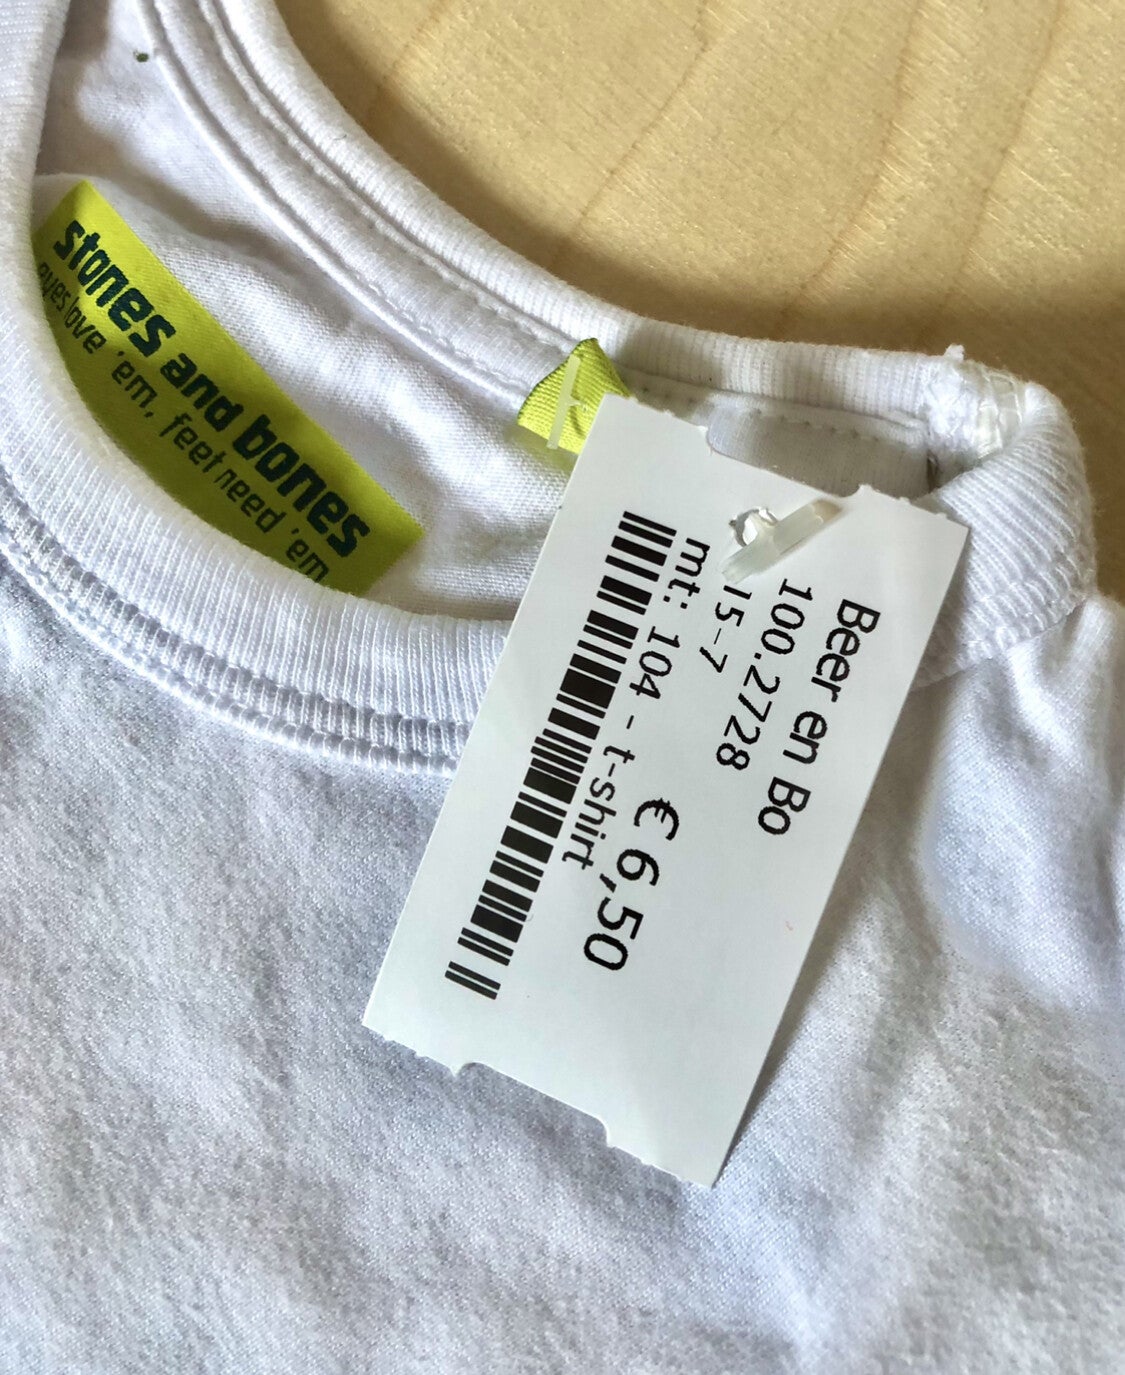 stones and bones
eyes love 'em, feet need 'em
Beer en Bo
100.2728
15-7
€ 6,50
mt: 104 - t-shirt